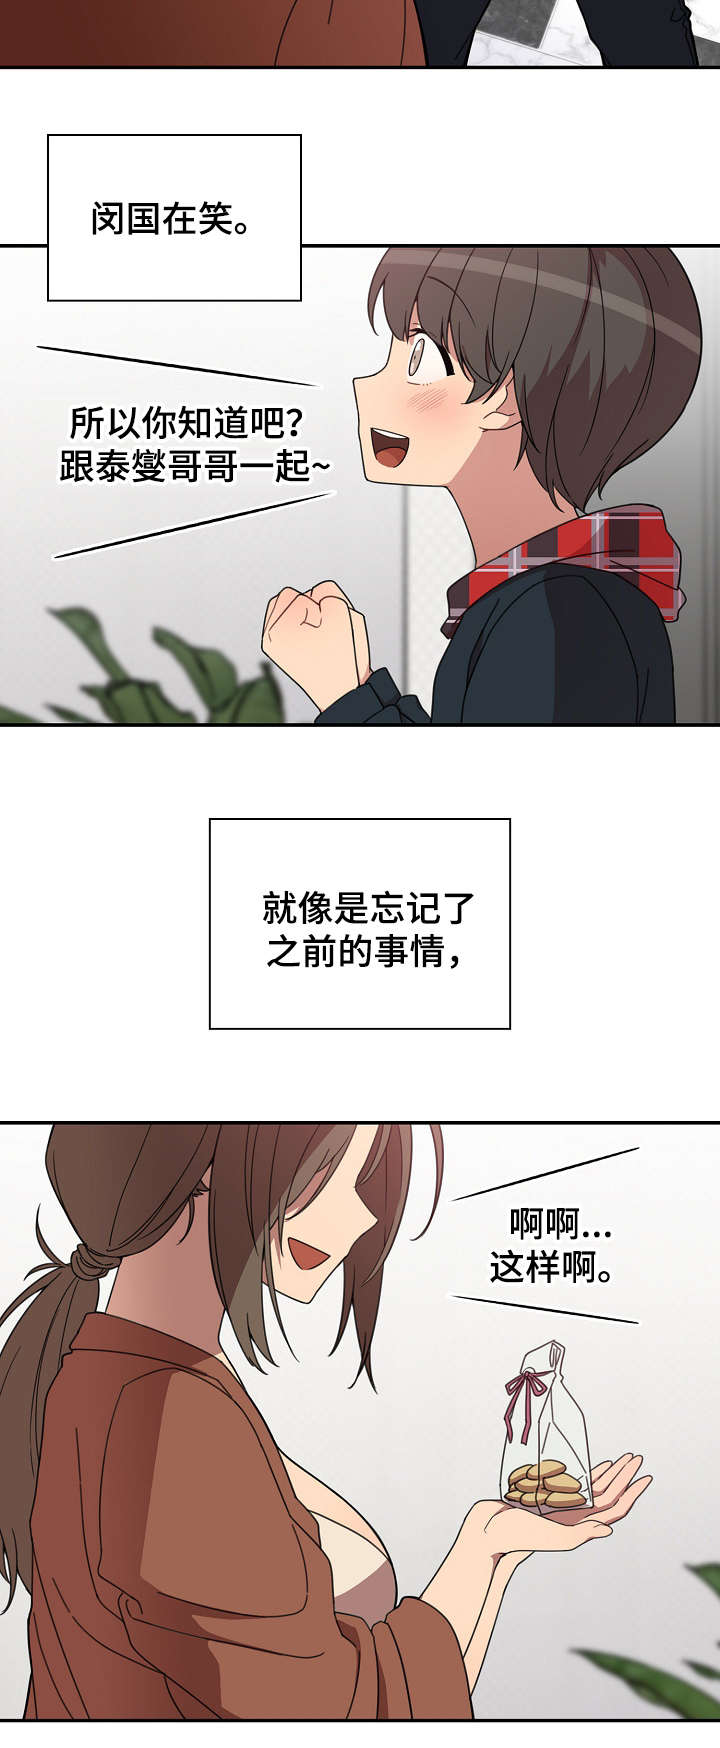 闵国在笑。
所以你知道吧?
跟泰燮哥哥一起~
就像是忘记了
之前的事情，
啊啊...
这样啊。